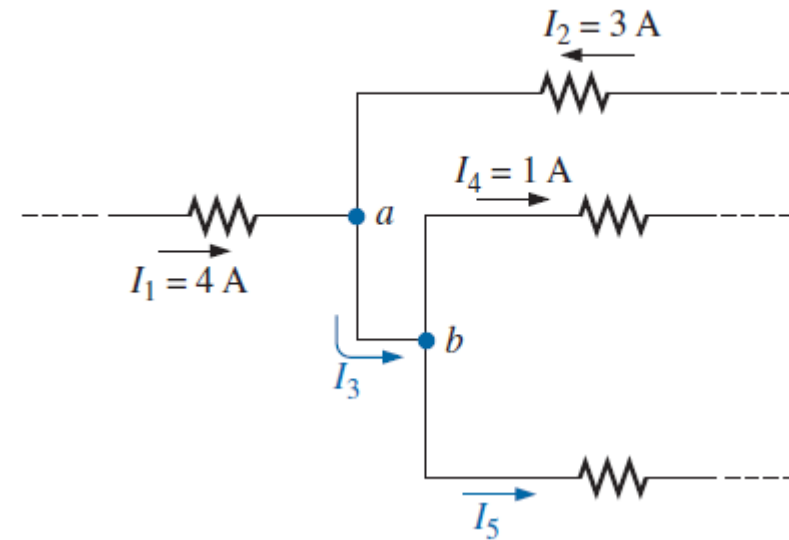 I₂ = 3 A
I₄ = 1 A
a
I₁ = 4 A
b
I₃
I₅